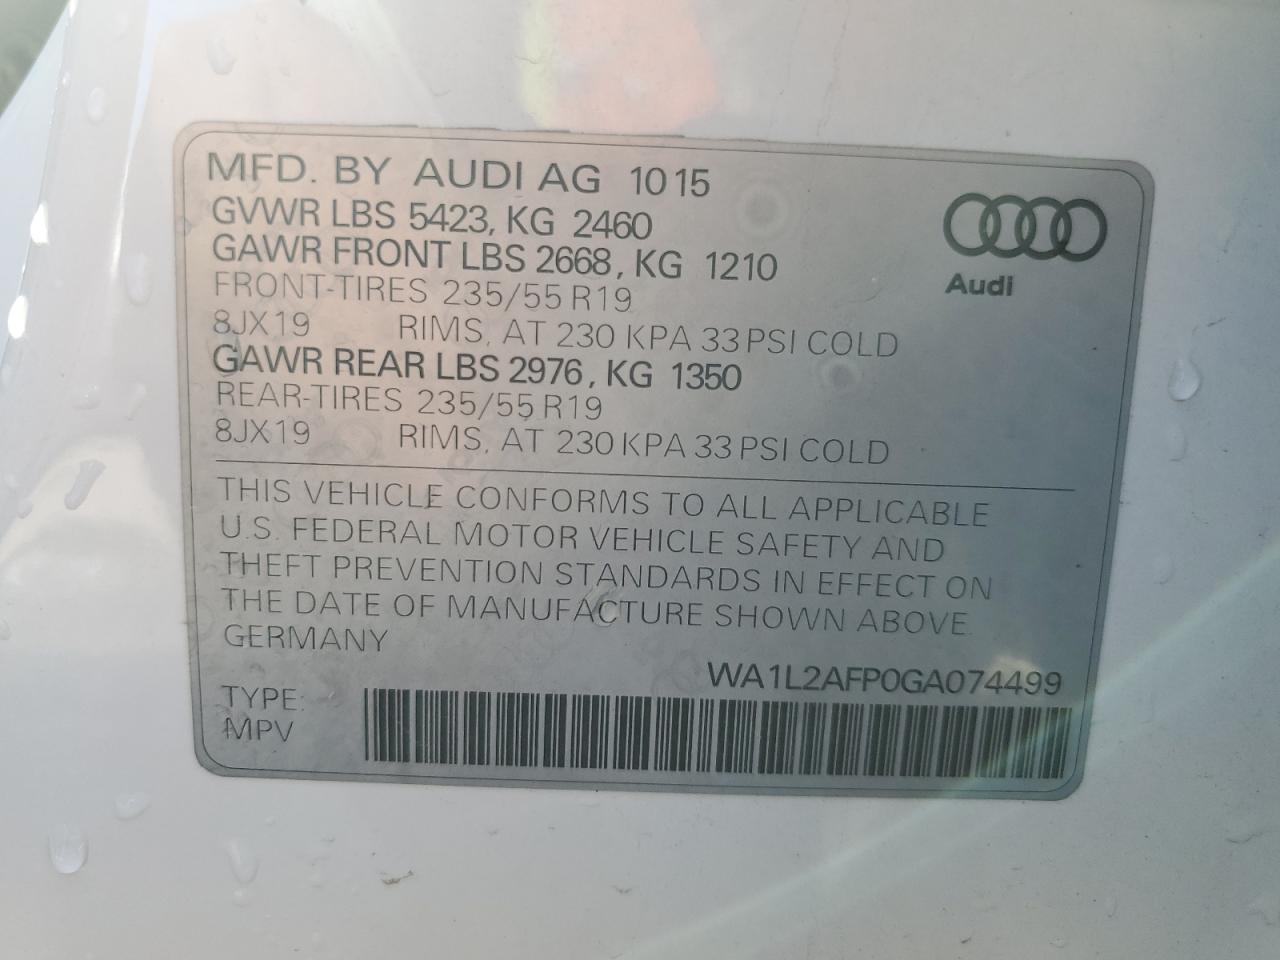 MFD. BY AUDI AG 1015
GVWR LBS 5423, KG 2460
GAWR FRONT LBS 2668, KG 1210
FRONT-TIRES 235/55 R19
8JX19 RIMS, AT 230 KPA 33 PSI COLD
GAWR REAR LBS 2976, KG 1350
REAR-TIRES 235/55 R19
8JX19 RIMS, AT 230 KPA 33 PSI COLD
Audi
THIS VEHICLE CONFORMS TO ALL APPLICABLE
U.S. FEDERAL MOTOR VEHICLE SAFETY AND
THEFT PREVENTION STANDARDS IN EFFECT ON
THE DATE OF MANUFACTURE SHOWN ABOVE.
GERMANY
WA1L2AFP0GA074499
TYPE:
MPV